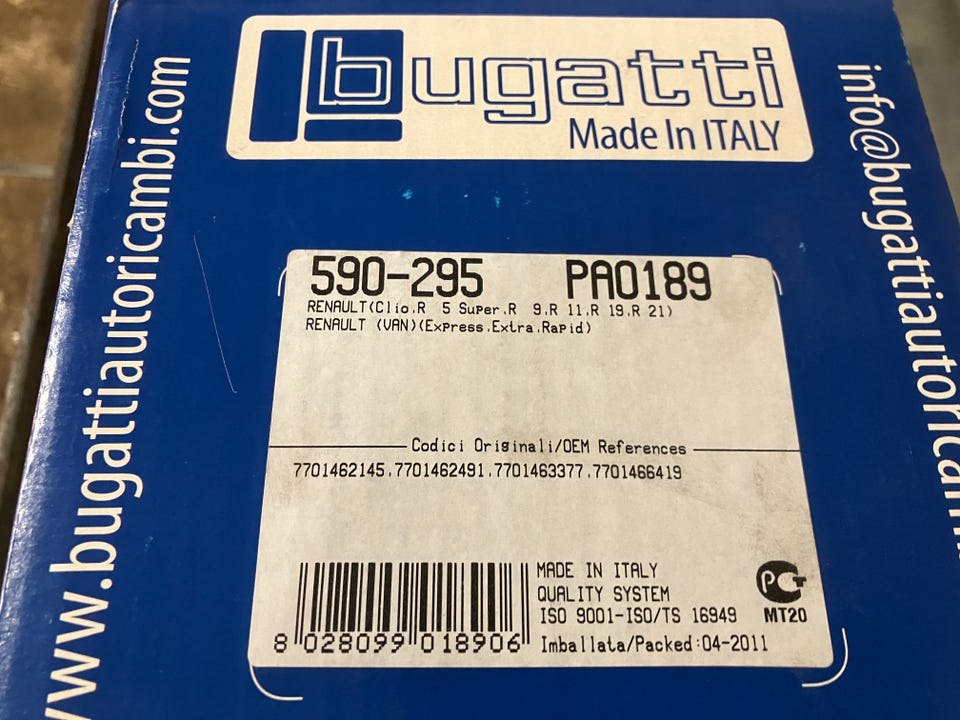 bugatti
Made In ITALY
www.bugattiautoricambi.com
590-295 PA0189
RENAULT(Clio.R 5 Super.R 9.R 11.R 19.R 21)
RENAULT (VAN)(Express.Extra.Rapid)
Codici Originali/OEM References
7701462145.7701462491.7701463377.7701466419
MADE IN ITALY
QUALITY SYSTEM
ISO 9001-ISO/TS 16949
Imballata/Packed:04-2011
8 028099 018906
PCT
MT20
info@bugattiautoricam